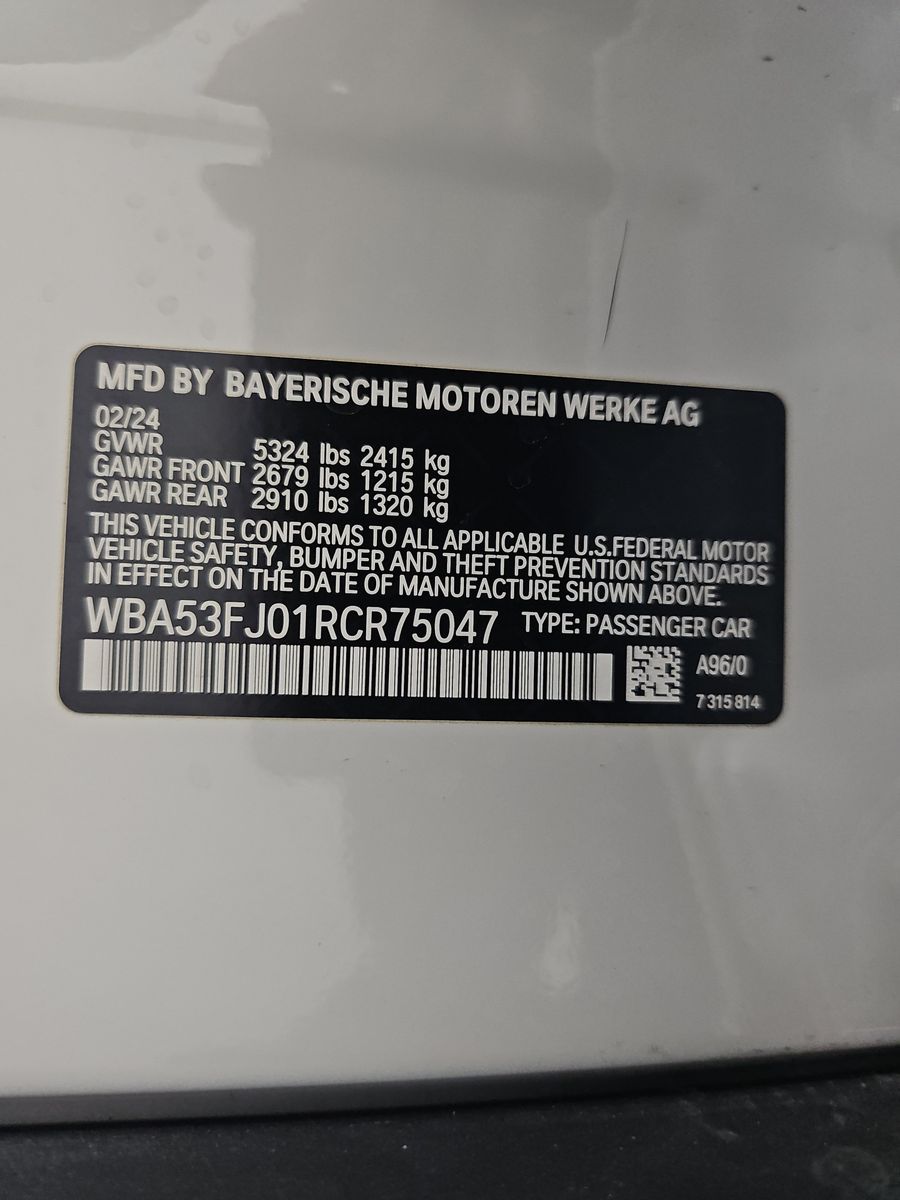 MFD BY BAYERISCHE MOTOREN WERKE AG
02/24
GVWR 5324 lbs 2415 kg
GAWR FRONT 2679 lbs 1215 kg
GAWR REAR 2910 lbs 1320 kg
THIS VEHICLE CONFORMS TO ALL APPLICABLE U.S.FEDERAL MOTOR
VEHICLE SAFETY, BUMPER AND THEFT PREVENTION STANDARDS
IN EFFECT ON THE DATE OF MANUFACTURE SHOWN ABOVE.
WBA53FJ01RCR75047 TYPE: PASSENGER CAR
A96/0
7 315 814